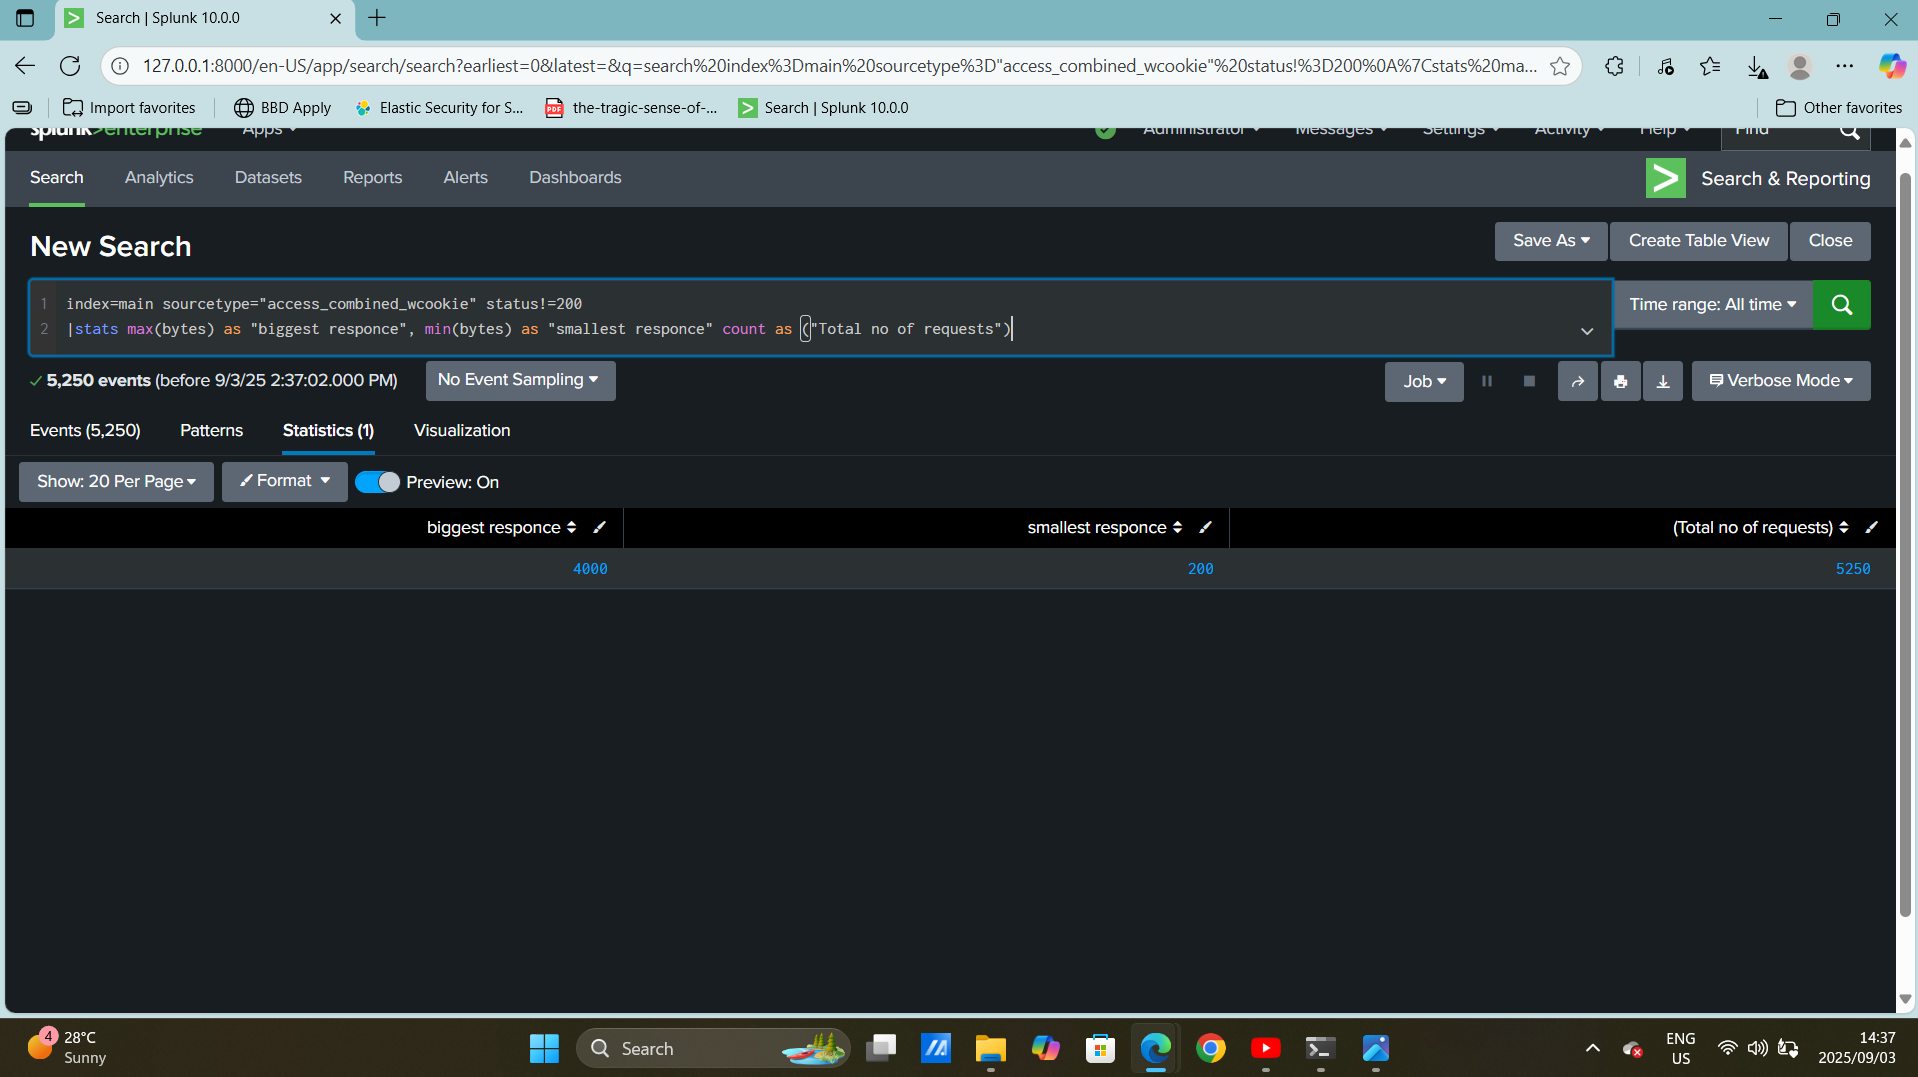 Search | Splunk 10.0.0
127.0.0.1:8000/en-US/app/search/search?earliest=0&latest=&q=search%20index%3Dmain%20sourcetype%3D"access_combined_wcookie"%20status!%3D200%0A%7Cstats%20ma...
Import favorites BBD Apply Elastic Security for S... the-tragic-sense-of-... Search | Splunk 10.0.0 Other favorites
splunk>enterprise Apps Administrator Messages Settings Activity Help Find
Search Analytics Datasets Reports Alerts Dashboards Search & Reporting
New Search Save As Create Table View Close
1 index=main sourcetype="access_combined_wcookie" status!=200 Time range: All time
2 |stats max(bytes) as "biggest responce", min(bytes) as "smallest responce" count as ("Total no of requests")
5,250 events (before 9/3/25 2:37:02.000 PM) No Event Sampling Job Verbose Mode
Events (5,250) Patterns Statistics (1) Visualization
Show: 20 Per Page Format Preview: On
biggest responce smallest responce (Total no of requests)
4000 200 5250
4 28°C
Sunny
Search
ENG
US
14:37
2025/09/03